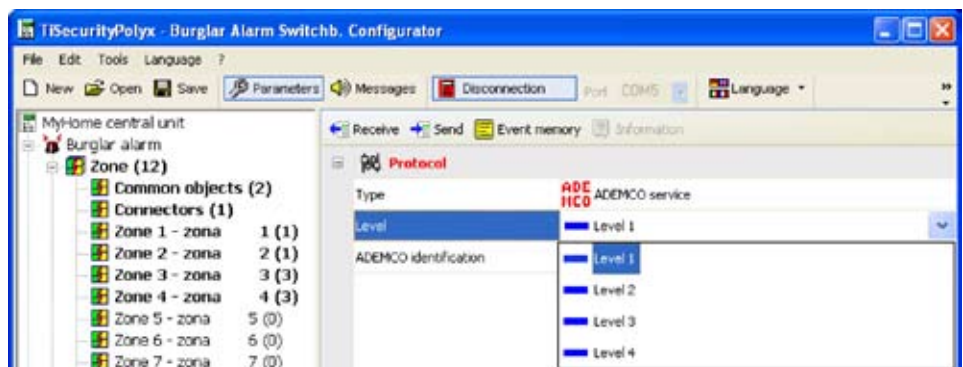 TiSecurityPolyx - Burglar Alarm Switchb. Configurator
File Edit Tools Language ?
New Open Save Parameters Messages Disconnection Port COM5 Language
MyHome central unit
Receive Send Event memory Information
Burglar alarm
Zone (12)
Protocol
Common objects (2)
Type ADEMCO ADEMCO service
Connectors (1)
Zone 1 - zona 1 (1)
Level Level 1
Zone 2 - zona 2 (1)
ADEMCO identification Level 1
Zone 3 - zona 3 (3)
Zone 4 - zona 4 (3)
Level 2
Zone 5 - zona 5 (0)
Level 3
Zone 6 - zona 6 (0)
Zone 7 - zona 7 (0)
Level 4